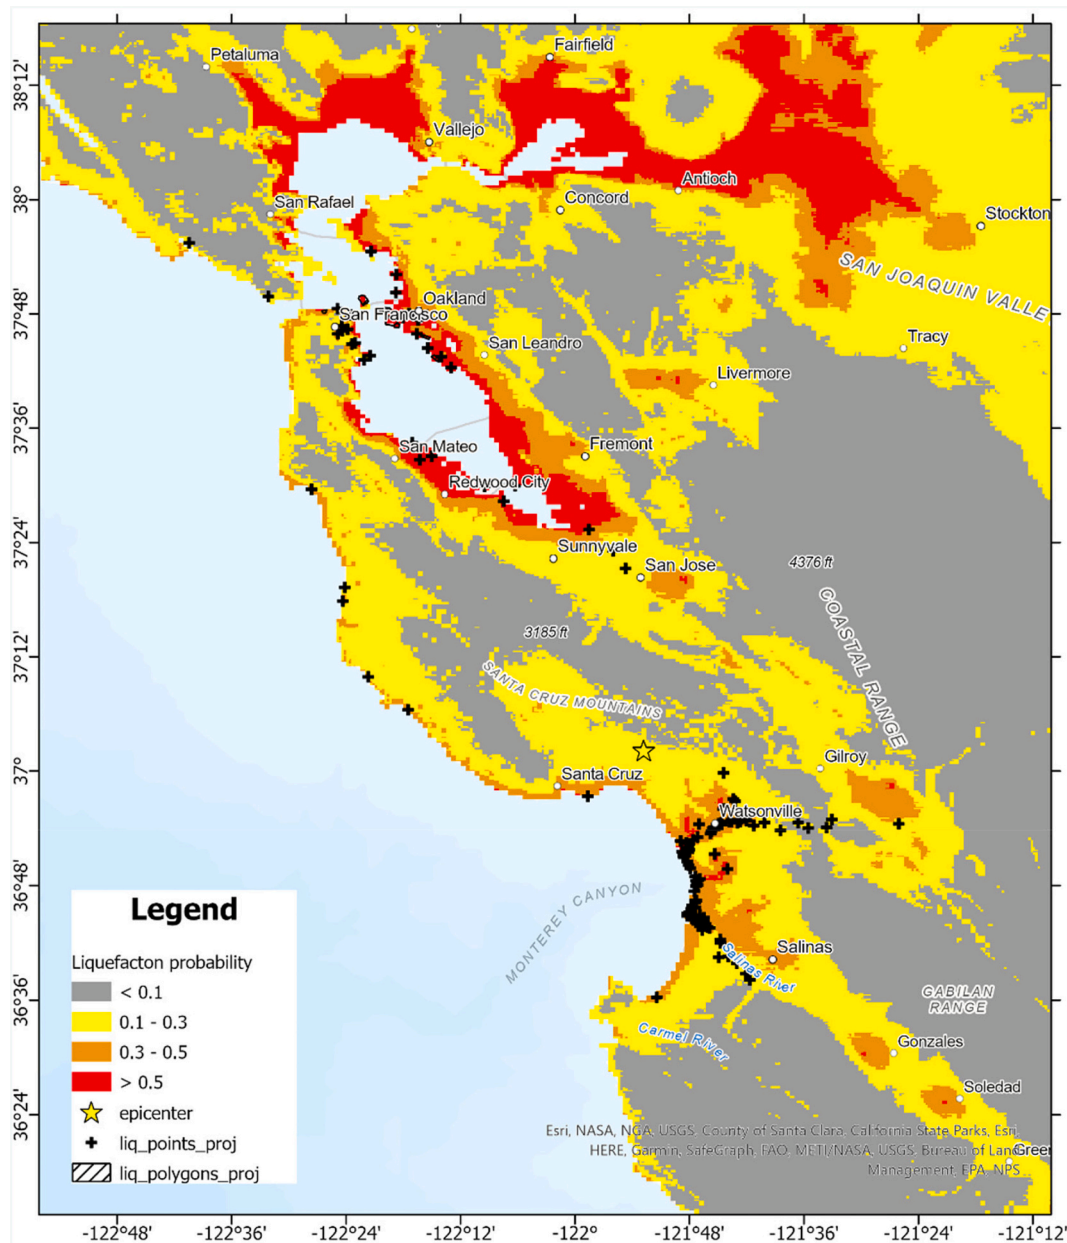 Petaluma
Fairfield
Vallejo
Antioch
San Rafael
Concord
Stockton
SAN JOAQUIN VALLE
Oakland
San Francisco
San Leandro
Tracy
Livermore
Fremont
San Mateo
Redwood City
Sunnyvale
San Jose
4376 ft
COASTAL RANGE
3185 ft
SANTA CRUZ MOUNTAINS
Gilroy
Santa Cruz
Watsonville
MONTEREY CANYON
Salinas
Salinas River
GABILAN
RANGE
Carmel River
Gonzales
Soledad
Green
Legend
Liquefacton probability
< 0.1
0.1 - 0.3
0.3 - 0.5
> 0.5
epicenter
liq_points_proj
liq_polygons_proj
Esri, NASA, NGA, USGS, County of Santa Clara, California State Parks, Esri,
HERE, Garmin, SafeGraph, FAO, METI/NASA, USGS, Bureau of Land
Management, EPA, NPS
38°12'
38°
37°48'
37°36'
37°24'
37°12'
37°
36°48'
36°36'
36°24'
-122°48' -122°36' -122°24' -122°12' -122° -121°48' -121°36' -121°24' -121°12'